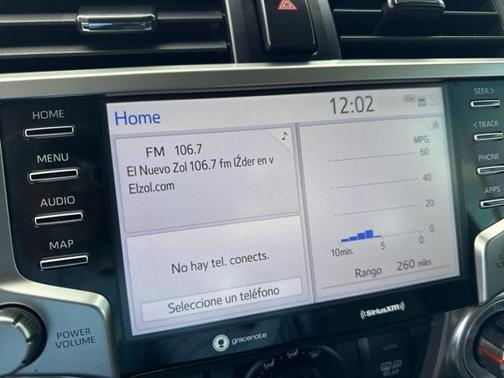 HOME
MENU
AUDIO
MAP
POWER
VOLUME
Home
12:02
FM 106.7
El Nuevo Zol 106.7 fm lŹder en v
Elzol.com
No hay tel. conects.
Seleccione un teléfono
MPG
60
40
20
0
10min.
5
0
Rango 260 miles
gracenote
SiriusXM
SEEK >
< TRACK
PHONE
APPS
REAR